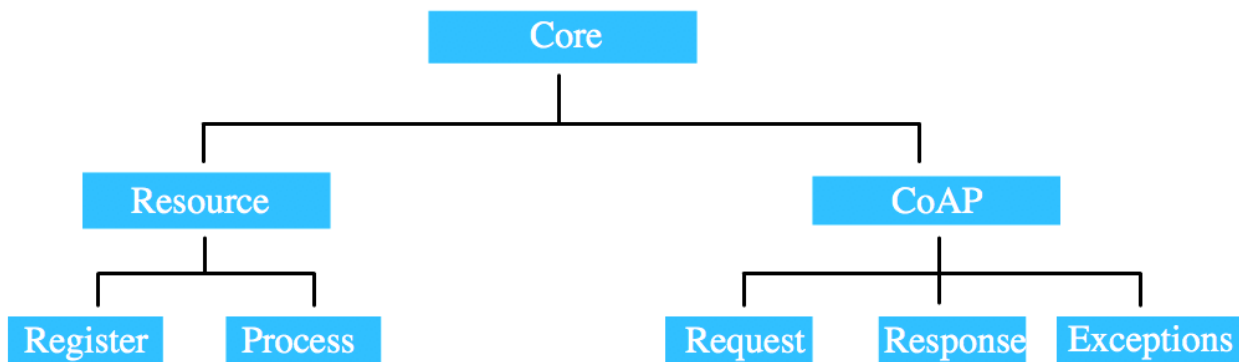 Core
Resource
CoAP
Register
Process
Request
Response
Exceptions